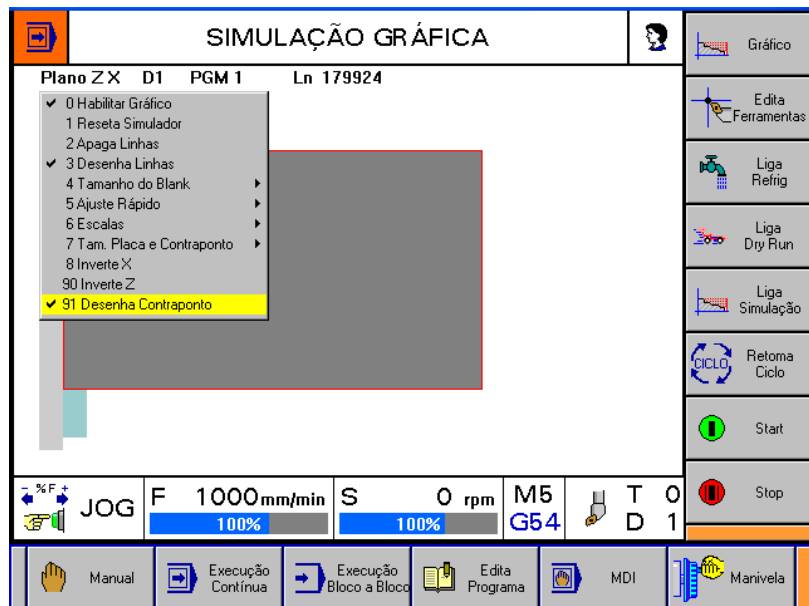 SIMULAÇÃO GRÁFICA
Plano Z X D1 PGM 1 Ln 179924
0 Habilitar Gráfico
1 Reseta Simulador
2 Apaga Linhas
3 Desenha Linhas
4 Tamanho do Blank
5 Ajuste Rápido
6 Escalas
7 Tam. Placa e Contraponto
8 Inverte X
90 Inverte Z
91 Desenha Contraponto
Gráfico
Edita
Ferramentas
Liga
Refrig
Liga
Dry Run
Liga
Simulação
CICLO
Retoma
Ciclo
Start
Stop
- % F +
JOG
F 1000 mm/min
100%
S 0 rpm
100%
M5
G54
T 0
D 1
Manual
Execução
Contínua
Execução
Bloco a Bloco
Edita
Programa
MDI
Manivela